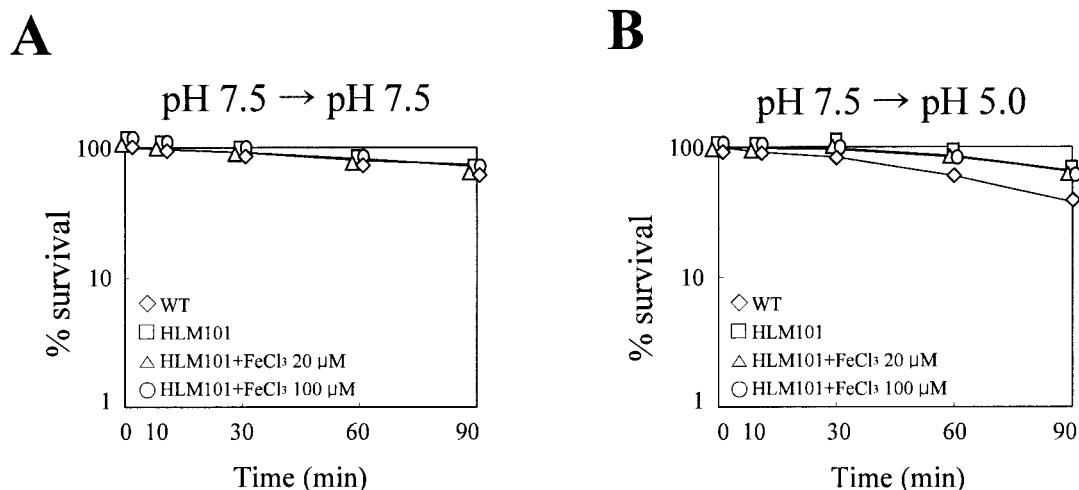 A
pH 7.5 → pH 7.5
% survival
100
10
1
WT
HLM101
HLM101+FeCl₃ 20 µM
HLM101+FeCl₃ 100 µM
0 10 30 60 90
Time (min)
B
pH 7.5 → pH 5.0
% survival
100
10
1
WT
HLM101
HLM101+FeCl₃ 20 µM
HLM101+FeCl₃ 100 µM
0 10 30 60 90
Time (min)